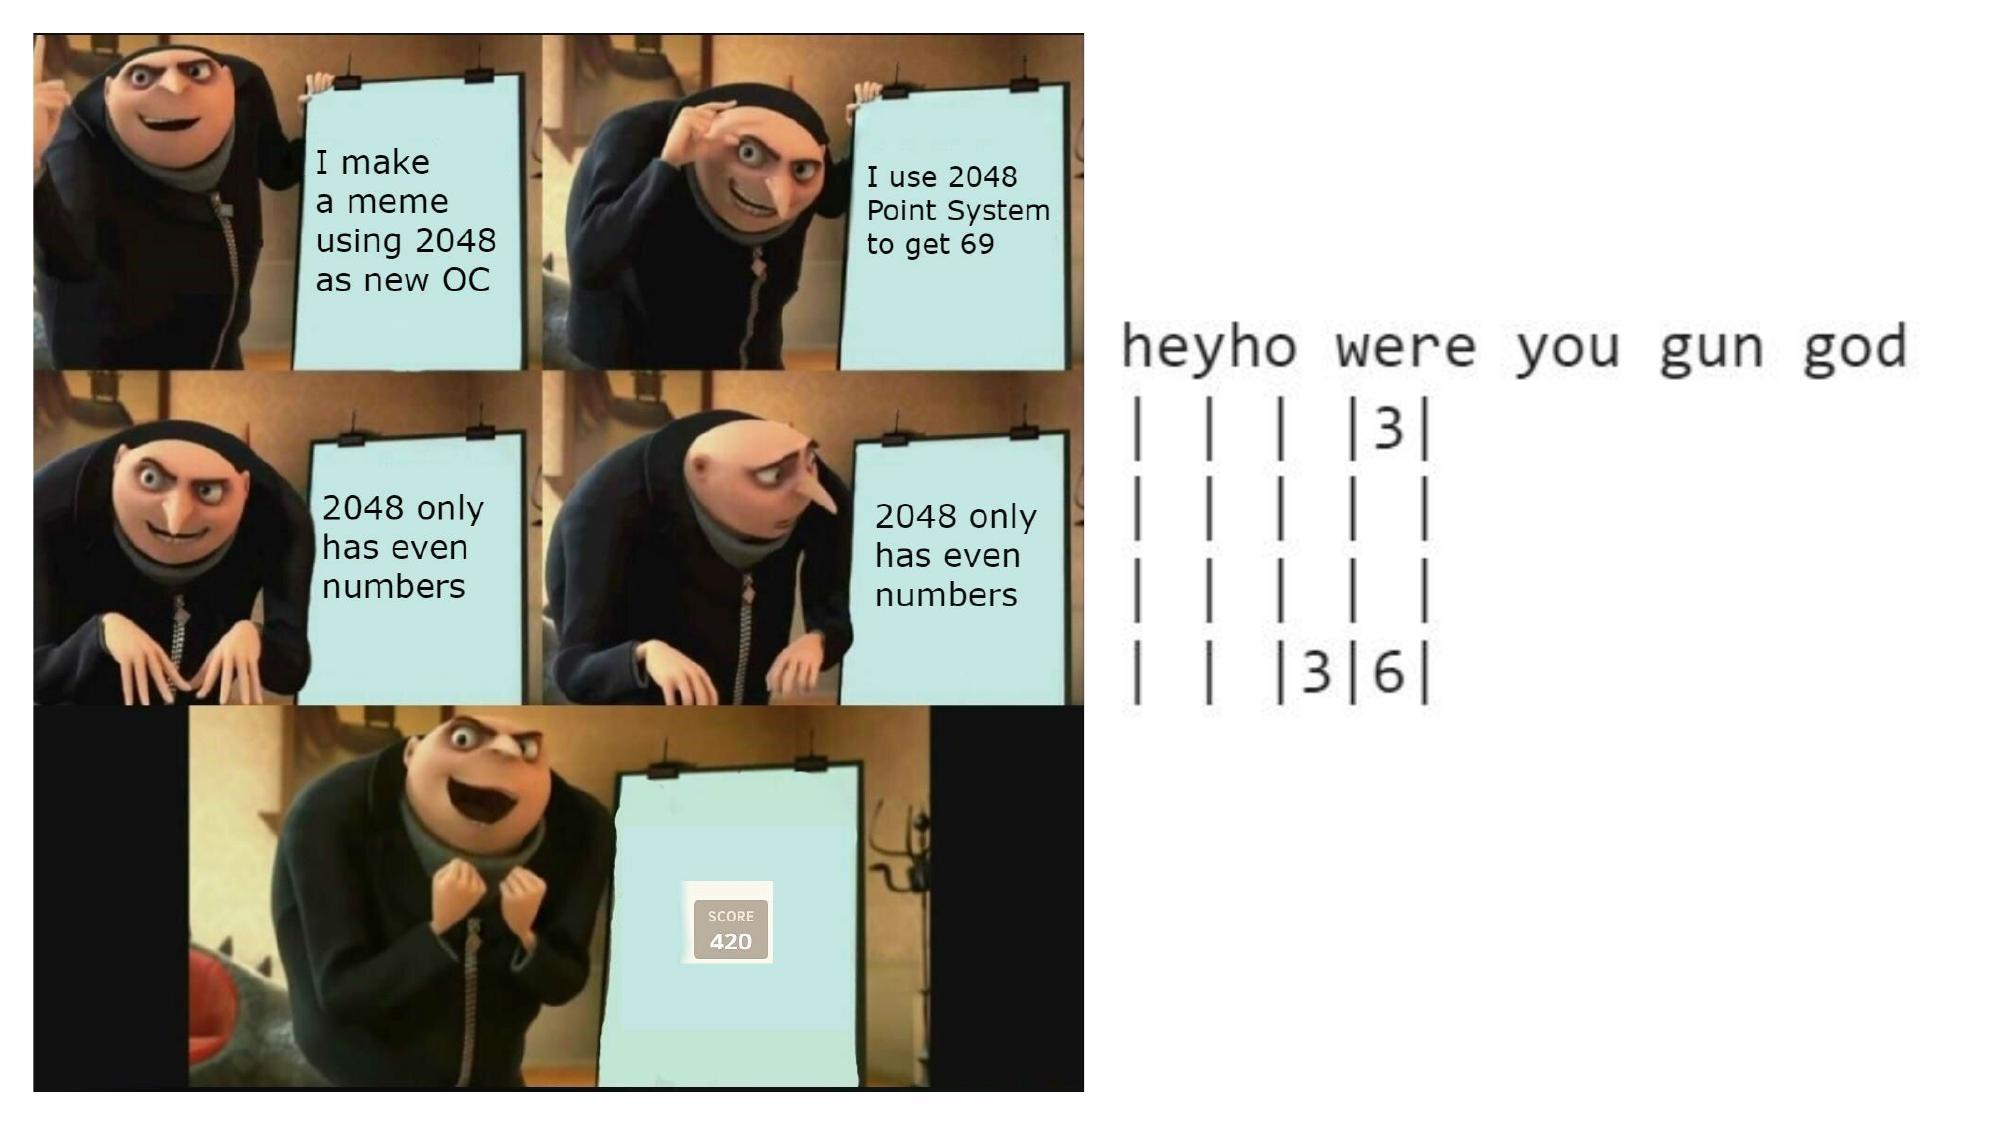 I make
a meme
using 2048
as new OC
I use 2048
Point System
to get 69
2048 only
has even
numbers
2048 only
has even
numbers
SCORE
420
heyho were you gun god
| | | |3|
| | | | |
| | | | |
| | |3|6|